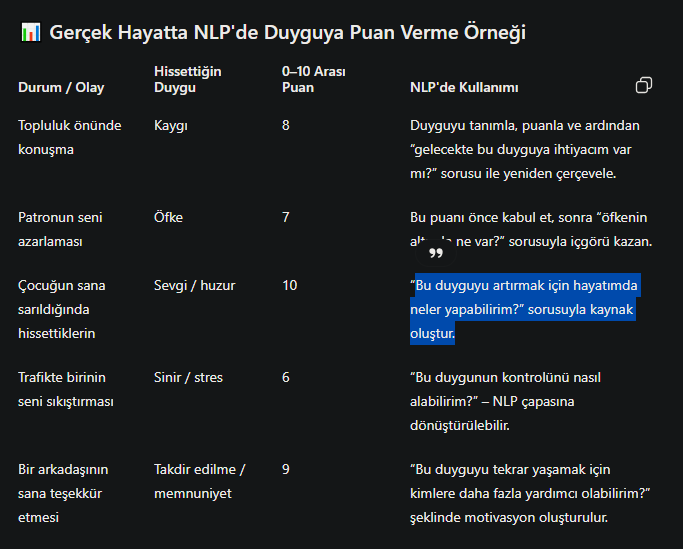 📊 Gerçek Hayatta NLP'de Duyguya Puan Verme Örneği
Durum / Olay
Hissettiğin
Duygu
0–10 Arası
Puan
NLP'de Kullanımı
Topluluk önünde
konuşma
Kaygı
8
Duyguyu tanımla, puanla ve ardından
“gelecekte bu duyguya ihtiyacım var
mı?” sorusu ile yeniden çerçevele.
Patronun seni
azarlaması
Öfke
7
Bu puanı önce kabul et, sonra “öfkenin
ne var?” sorusuyla içgörü kazan.
Çocuğun sana
sarıldığında
hissettiklerin
Sevgi / huzur
10
“Bu duyguyu artırmak için hayatımda
neler yapabilirim?” sorusuyla kaynak
oluştur.
Trafikte birinin
seni sıkıştırması
Sinir / stres
6
“Bu duygunun kontrolünü nasıl
alabilirim?” – NLP çapasına
dönüştürülebilir.
Bir arkadaşının
sana teşekkür
etmesi
Takdir edilme /
memnuniyet
9
“Bu duyguyu tekrar yaşamak için
kimlere daha fazla yardımcı olabilirim?”
şeklinde motivasyon oluşturulur.